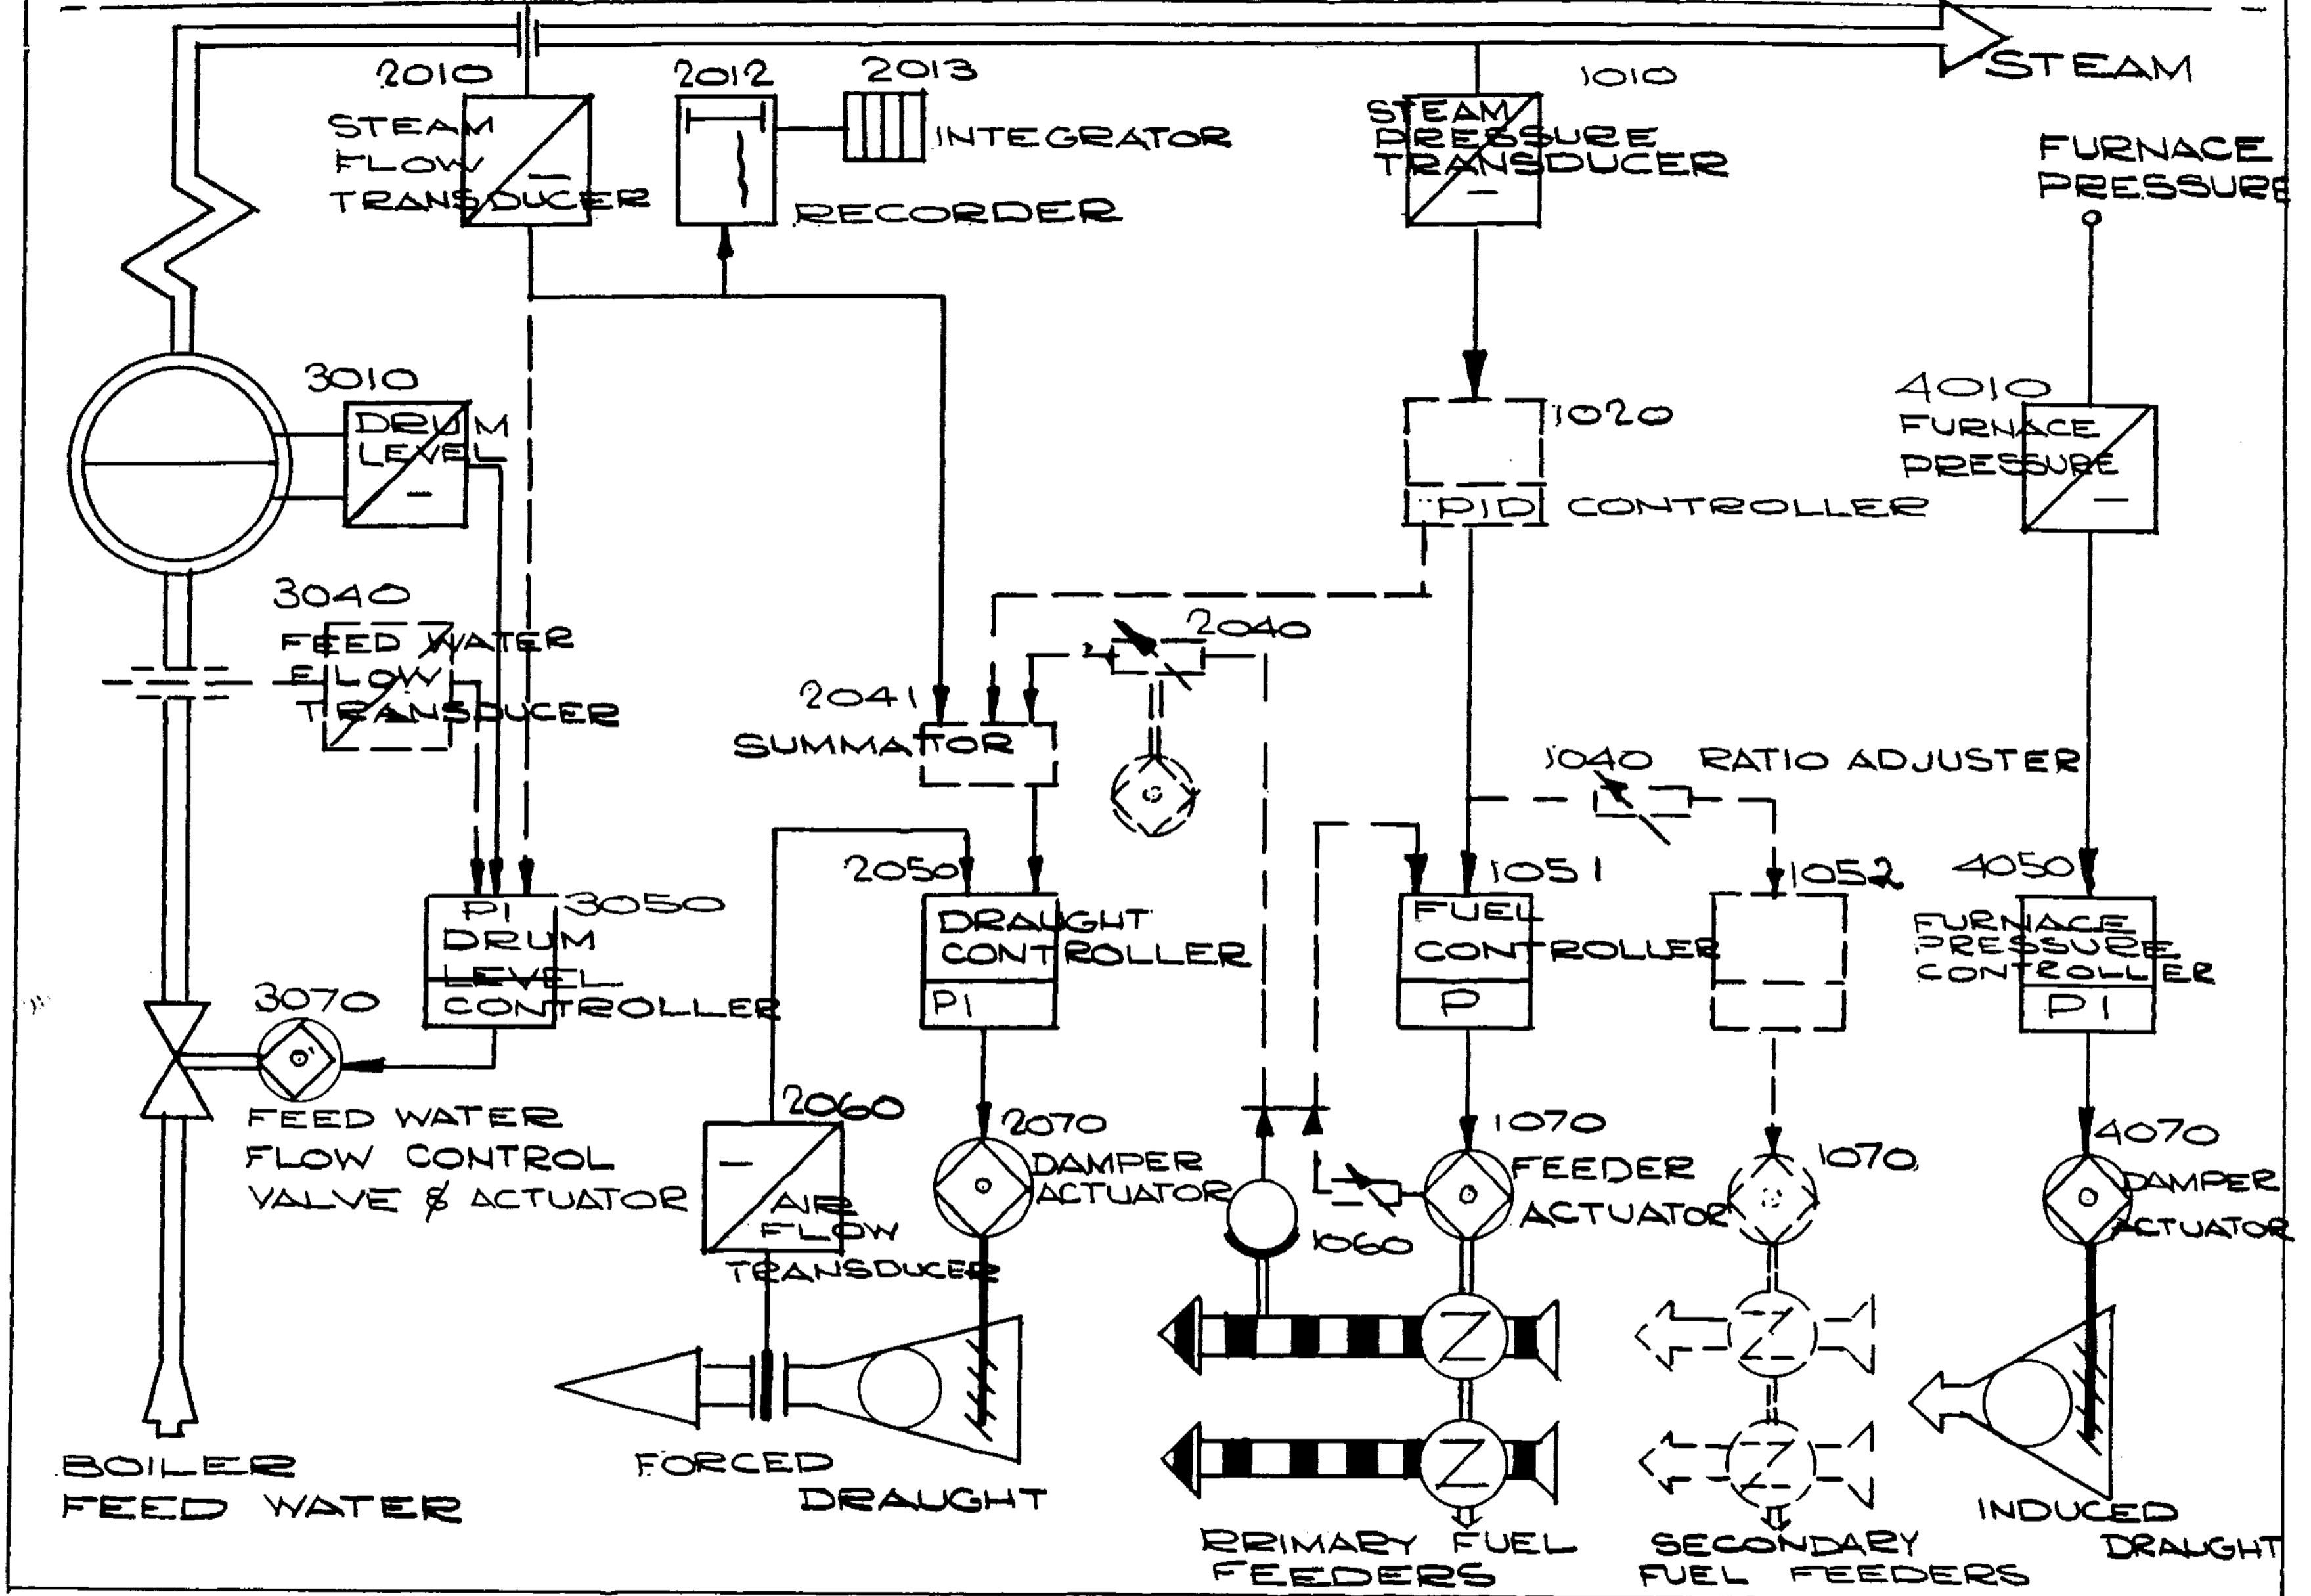 STEAM
2010
STEAM
FLOW
TRANSDUCER
2012
RECORDER
2013
INTEGRATOR
1010
STEAM
PRESSURE
TRANSDUCER
FURNACE
PRESSURE
3010
DRUM
LEVEL
1020
PID CONTROLLER
4010
FURNACE
PRESSURE
3040
FEED WATER
FLOW
TRANSDUCER
2040
2041
SUMMATOR
1040 RATIO ADJUSTER
PI 3050
DRUM
LEVEL
CONTROLLER
2050
DRAUGHT
CONTROLLER
PI
1051
FUEL
CONTROLLER
P
1052
4050
FURNACE
PRESSURE
CONTROLLER
PI
3070
FEED WATER
FLOW CONTROL
VALVE & ACTUATOR
2060
AIR
FLOW
TRANSDUCER
2070
DAMPER
ACTUATOR
1060
1070
FEEDER
ACTUATOR
1070
4070
DAMPER
ACTUATOR
Z
Z
Z
Z
BOILER
FEED WATER
FORCED
DRAUGHT
PRIMARY FUEL
FEEDERS
SECONDARY
FUEL FEEDERS
INDUCED
DRAUGHT